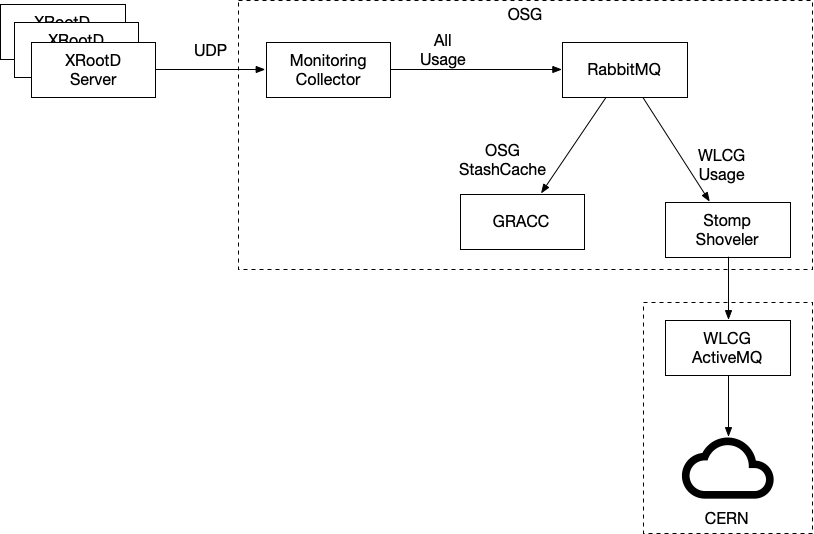 OSG
XRootD
XRootD
XRootD
Server
UDP
Monitoring
Collector
All
Usage
RabbitMQ
OSG
StashCache
WLCG
Usage
GRACC
Stomp
Shoveler
WLCG
ActiveMQ
CERN